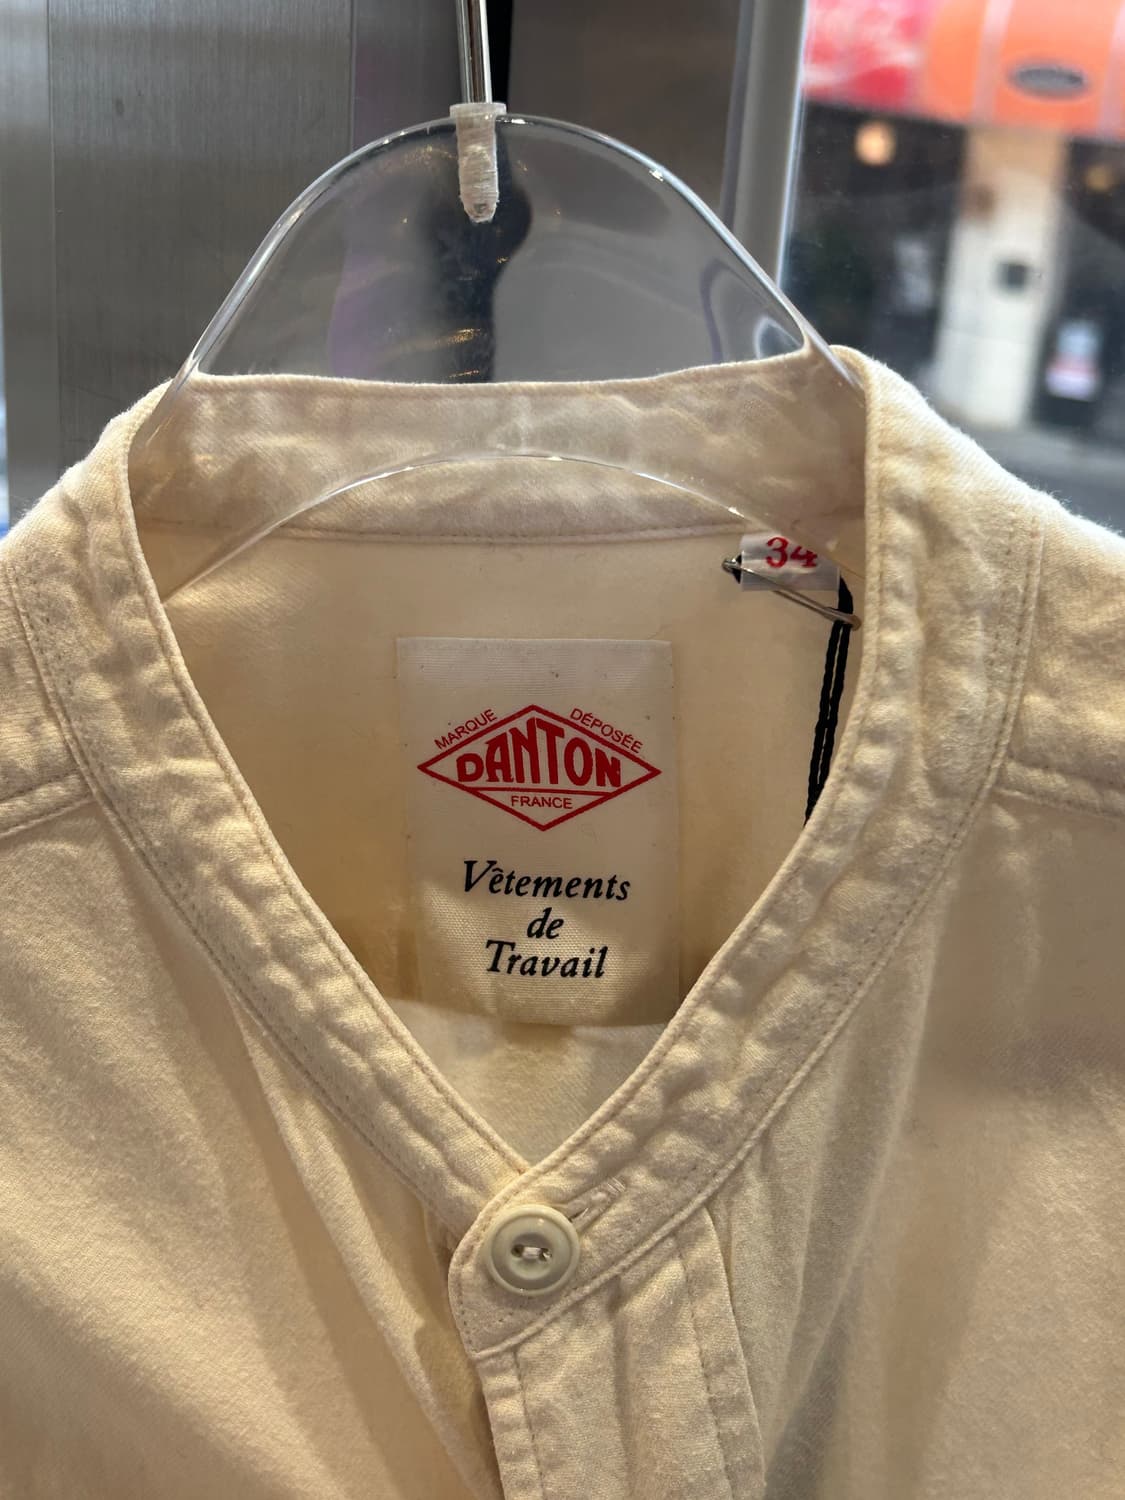 34
MARQUE DÉPOSÉE
DANTON
FRANCE
Vêtements
de
Travail